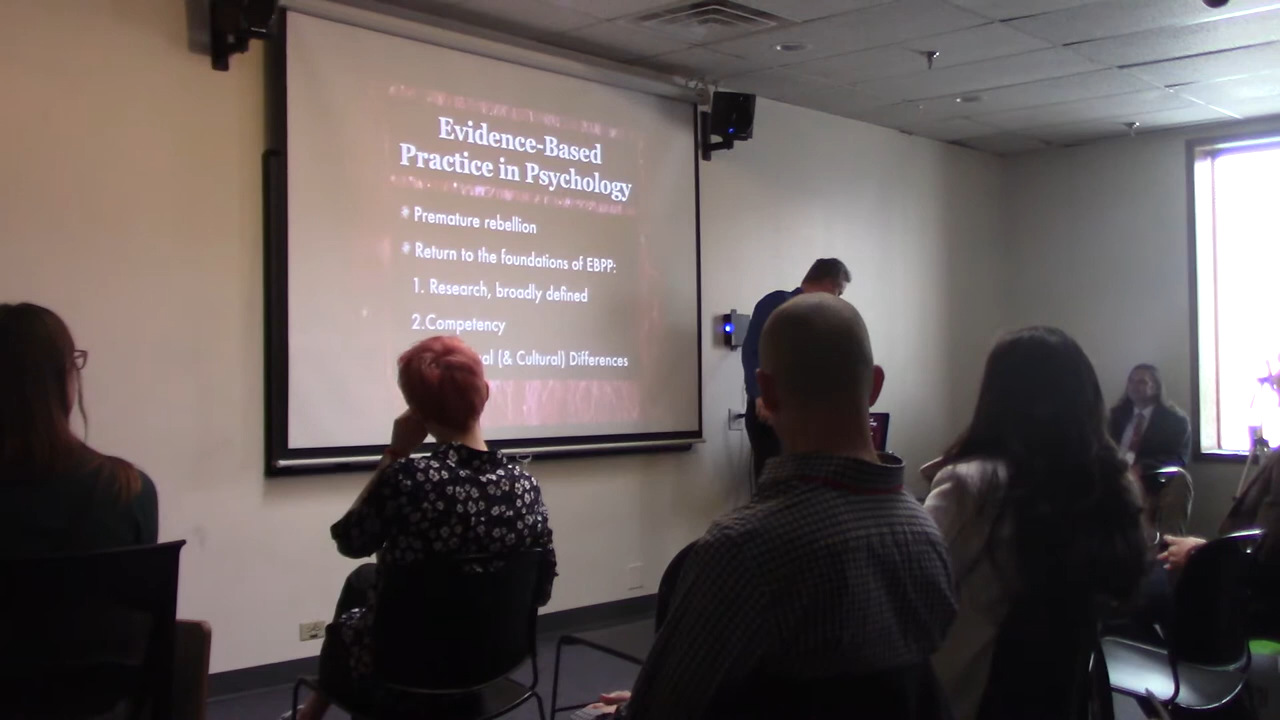 Evidence-Based
Practice in Psychology
* Premature rebellion
* Return to the foundations of EBPP:
1. Research, broadly defined
2.Competency
(& Cultural) Differences